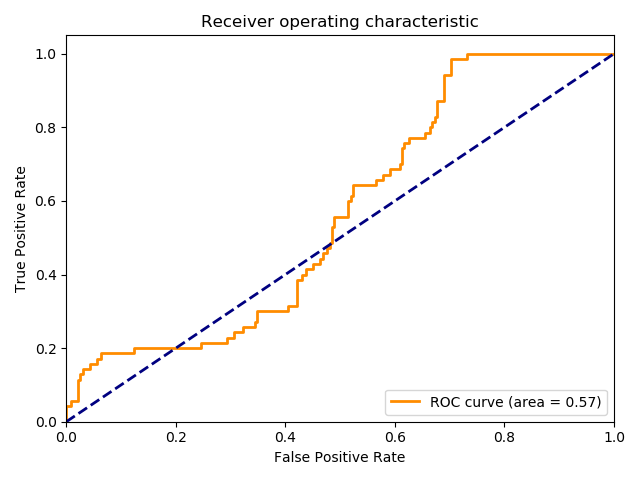 Receiver operating characteristic
True Positive Rate
1.0
0.8
0.6
0.4
0.2
0.0
ROC curve (area = 0.57)
0.0 0.2 0.4 0.6 0.8 1.0
False Positive Rate